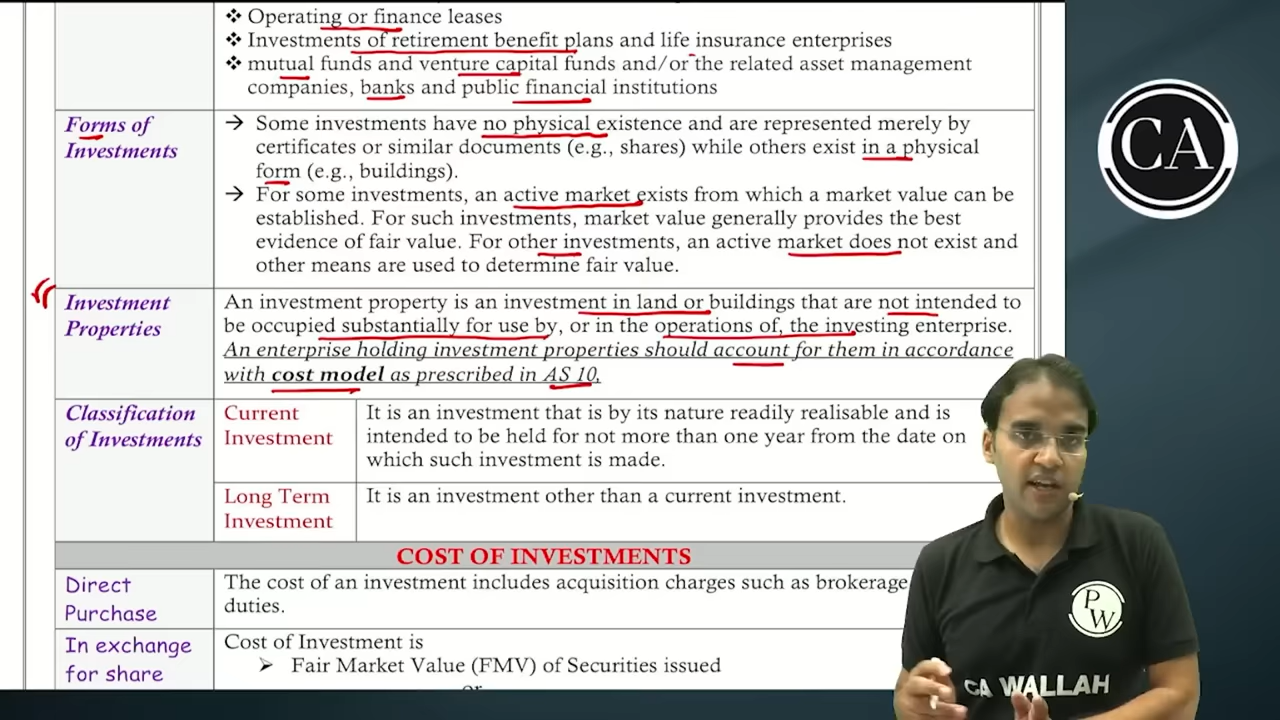 ❖ Operating or finance leases
❖ Investments of retirement benefit plans and life insurance enterprises
❖ mutual funds and venture capital funds and/or the related asset management
companies, banks and public financial institutions
Forms of
Investments
→ Some investments have no physical existence and are represented merely by
certificates or similar documents (e.g., shares) while others exist in a physical
form (e.g., buildings).
→ For some investments, an active market exists from which a market value can be
established. For such investments, market value generally provides the best
evidence of fair value. For other investments, an active market does not exist and
other means are used to determine fair value.
Investment
Properties
An investment property is an investment in land or buildings that are not intended to
be occupied substantially for use by, or in the operations of, the investing enterprise.
An enterprise holding investment properties should account for them in accordance
with cost model as prescribed in AS 10,
Classification
of Investments
Current
Investment
It is an investment that is by its nature readily realisable and is
intended to be held for not more than one year from the date on
which such investment is made.
Long Term
Investment
It is an investment other than a current investment.
COST OF INVESTMENTS
Direct
Purchase
The cost of an investment includes acquisition charges such as brokerage
duties.
In exchange
for share
Cost of Investment is
➢ Fair Market Value (FMV) of Securities issued
or
CA
P
W
CA WALLAH